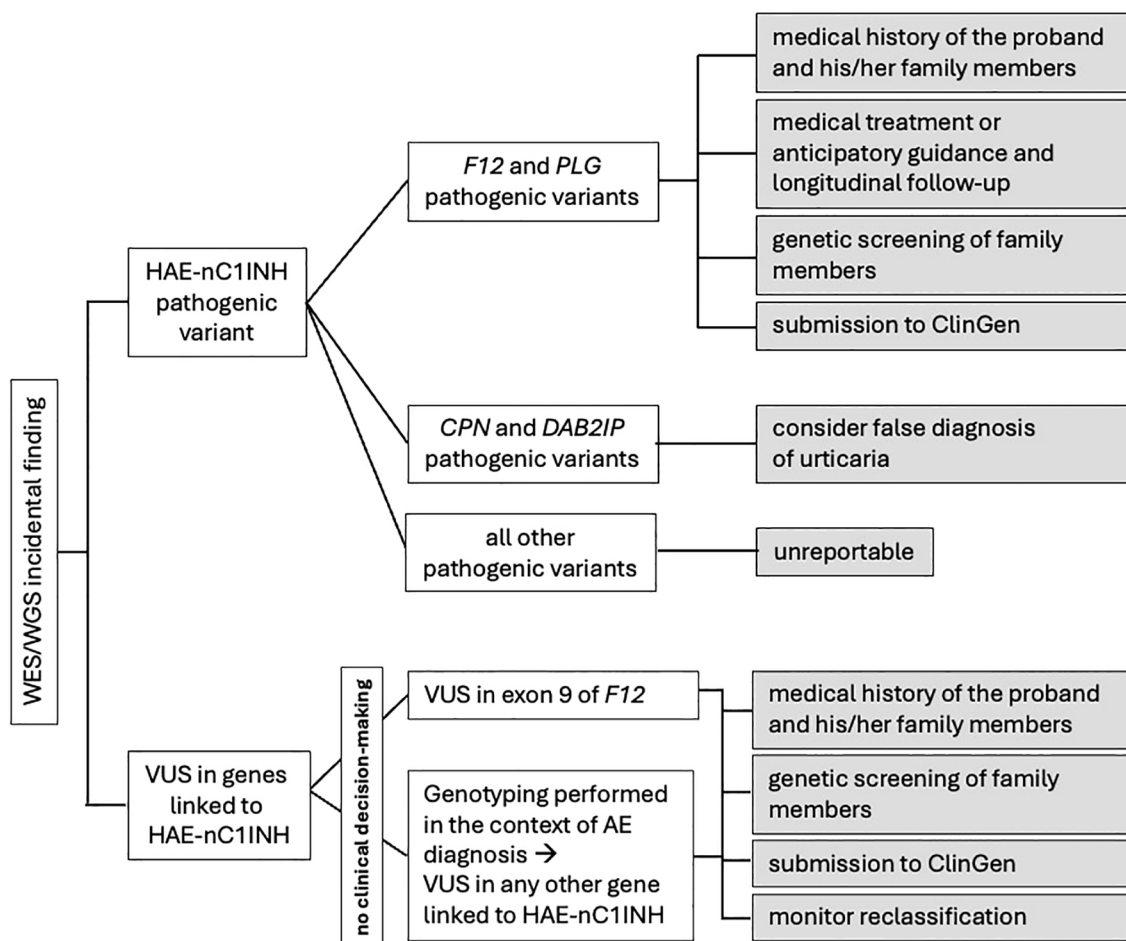 WES/WGS incidental finding
HAE-nC1INH
pathogenic
variant
F12 and PLG
pathogenic variants
medical history of the proband
and his/her family members
medical treatment or
anticipatory guidance and
longitudinal follow-up
genetic screening of family
members
submission to ClinGen
CPN and DAB2IP
pathogenic variants
consider false diagnosis
of urticaria
all other
pathogenic variants
unreportable
VUS in genes
linked to
HAE-nC1INH
no clinical decision-making
VUS in exon 9 of F12
Genotyping performed
in the context of AE
diagnosis →
VUS in any other gene
linked to HAE-nC1INH
medical history of the proband
and his/her family members
genetic screening of family
members
submission to ClinGen
monitor reclassification